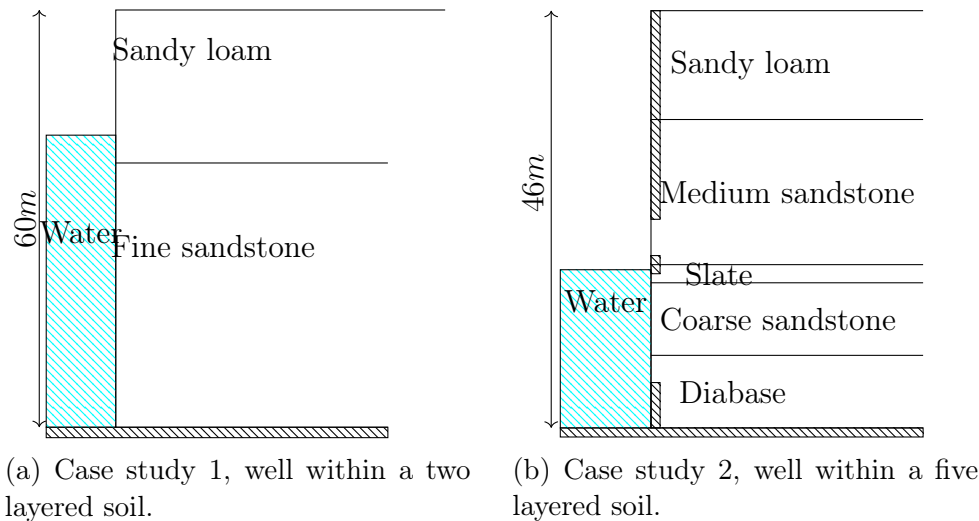 Sandy loam
60m
Water
Fine sandstone
(a) Case study 1, well within a two
layered soil.
Sandy loam
46m
Medium sandstone
Slate
Water
Coarse sandstone
Diabase
(b) Case study 2, well within a five
layered soil.